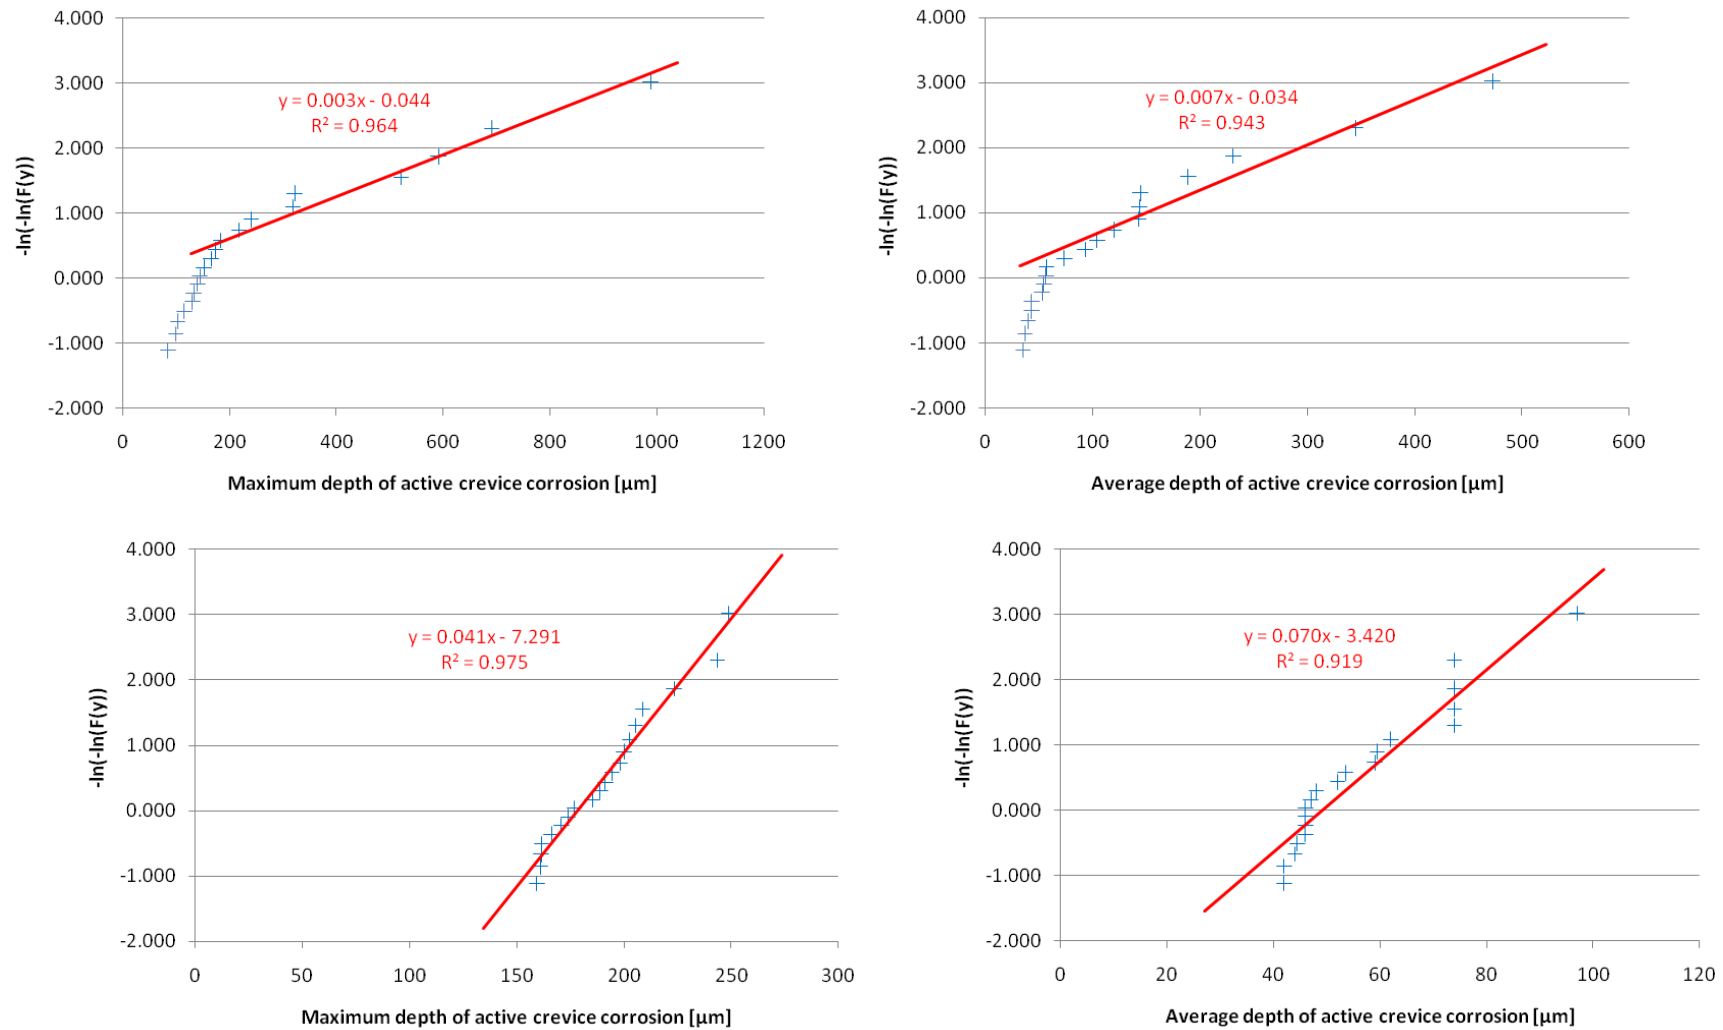 4.000
3.000
2.000
1.000
0.000
-1.000
-2.000
-ln(-ln(F(y))
y = 0.003x - 0.044
R² = 0.964
0 200 400 600 800 1000 1200
Maximum depth of active crevice corrosion [µm]
4.000
3.000
2.000
1.000
0.000
-1.000
-2.000
-ln(-ln(F(y))
y = 0.007x - 0.034
R² = 0.943
0 100 200 300 400 500 600
Average depth of active crevice corrosion [µm]
4.000
3.000
2.000
1.000
0.000
-1.000
-2.000
-ln(-ln(F(y))
y = 0.041x - 7.291
R² = 0.975
0 50 100 150 200 250 300
Maximum depth of active crevice corrosion [µm]
4.000
3.000
2.000
1.000
0.000
-1.000
-2.000
-ln(-ln(F(y))
y = 0.070x - 3.420
R² = 0.919
0 20 40 60 80 100 120
Average depth of active crevice corrosion [µm]